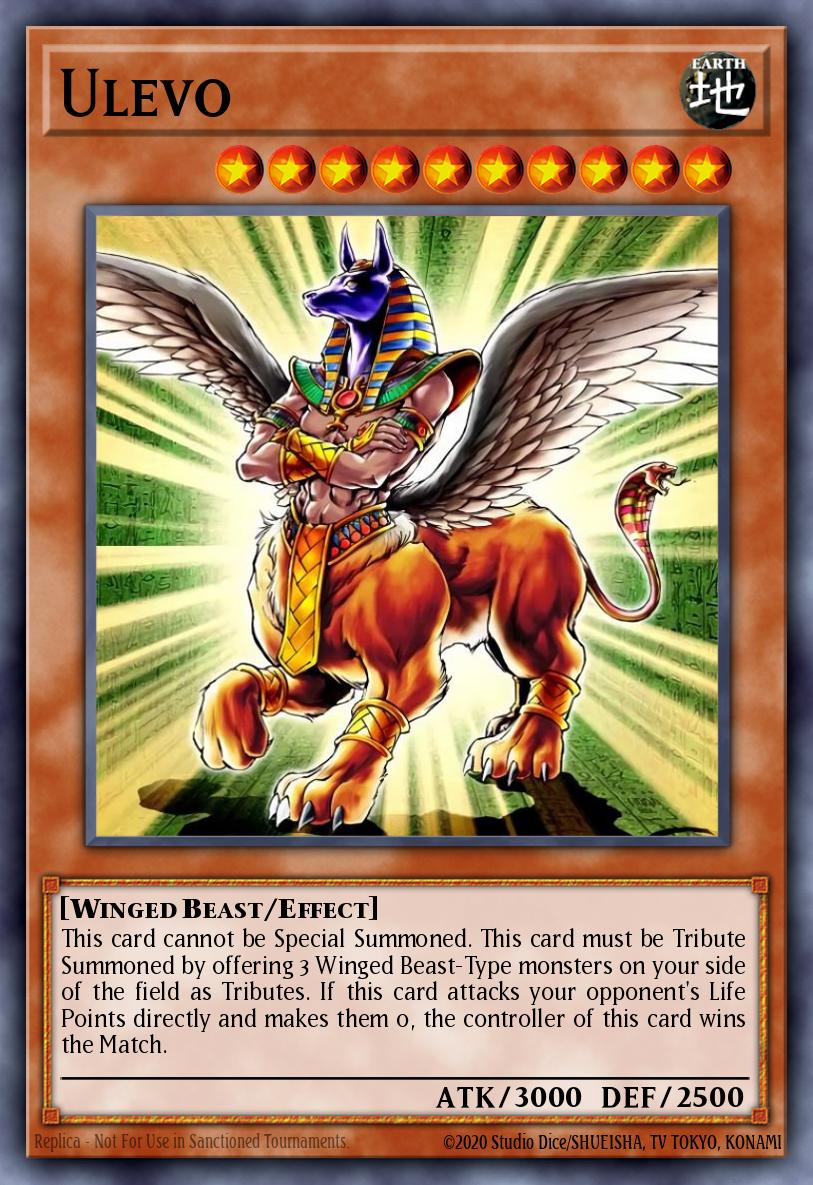 Ulevo
EARTH
地
[Winged Beast/Effect]
This card cannot be Special Summoned. This card must be Tribute
Summoned by offering 3 Winged Beast-Type monsters on your side
of the field as Tributes. If this card attacks your opponent's Life
Points directly and makes them 0, the controller of this card wins
the Match.
ATK/3000 DEF/2500
Replica - Not For Use in Sanctioned Tournaments.
©2020 Studio Dice/SHUEISHA, TV TOKYO, KONAMI